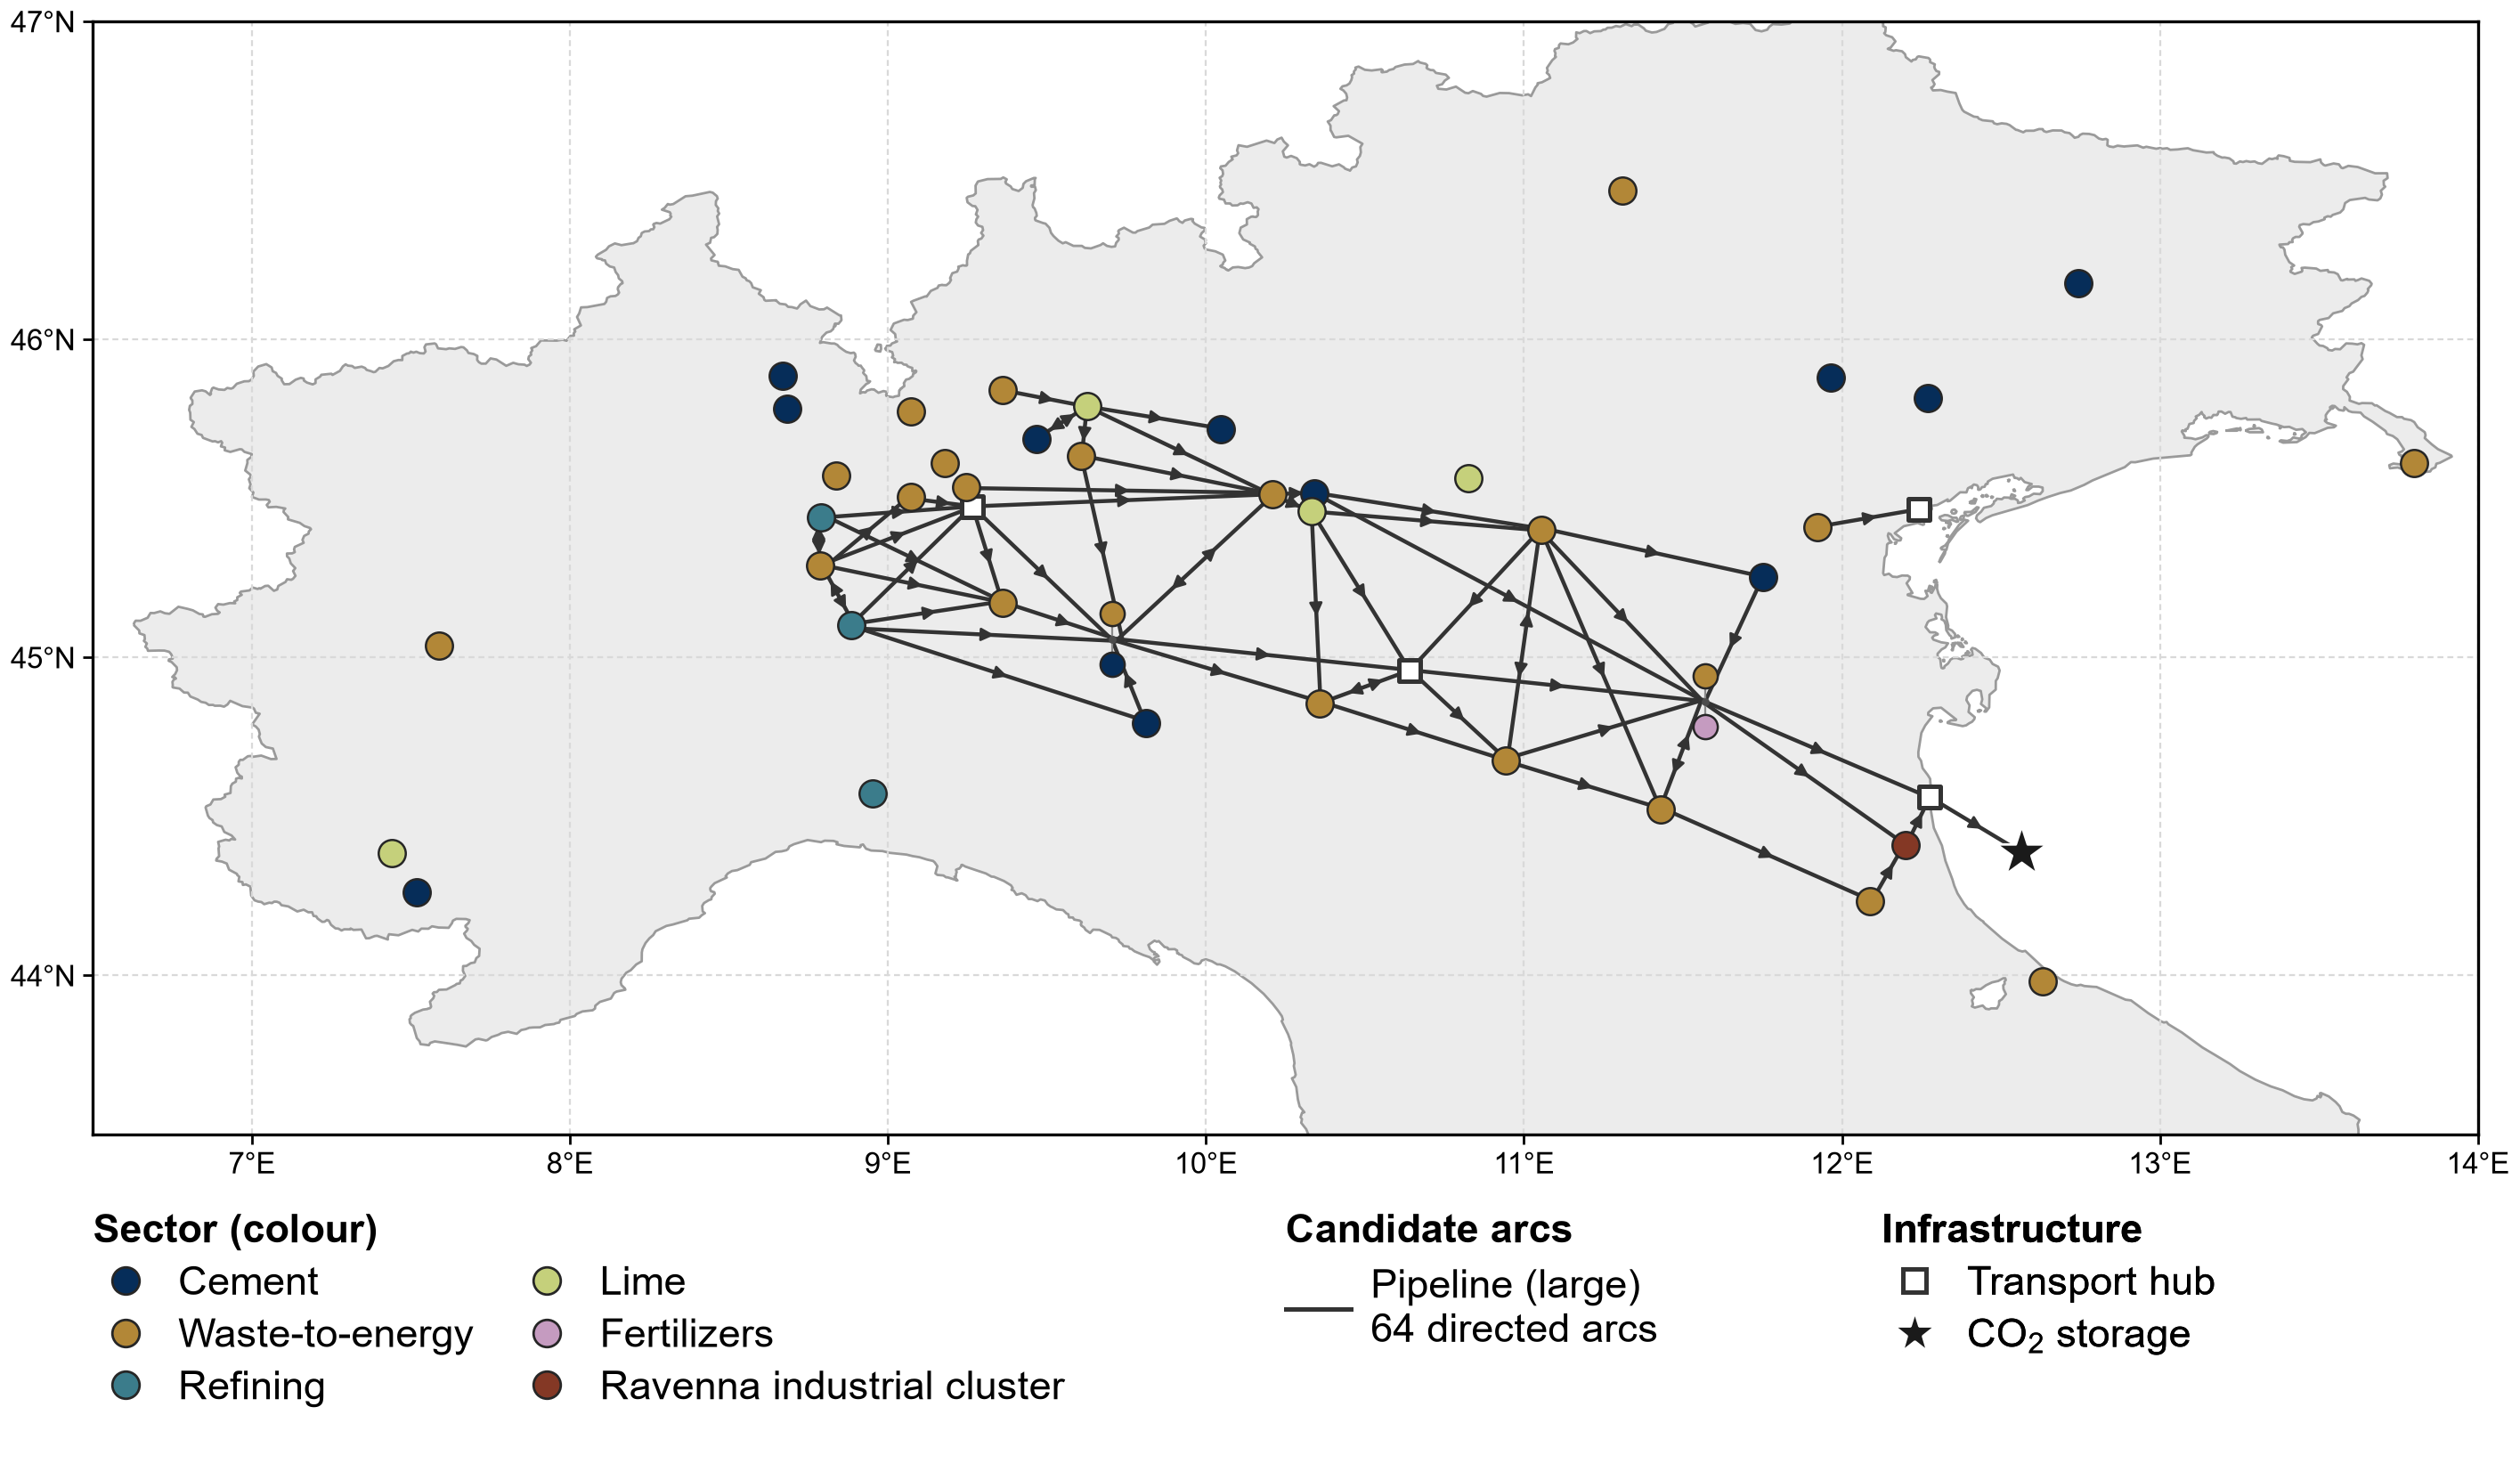 47°N
46°N
45°N
44°N
7°E 8°E 9°E 10°E 11°E 12°E 13°E 14°E
Sector (colour)
Cement
Waste-to-energy
Refining
Lime
Fertilizers
Ravenna industrial cluster
Candidate arcs
Pipeline (large)
64 directed arcs
Infrastructure
Transport hub
CO₂ storage